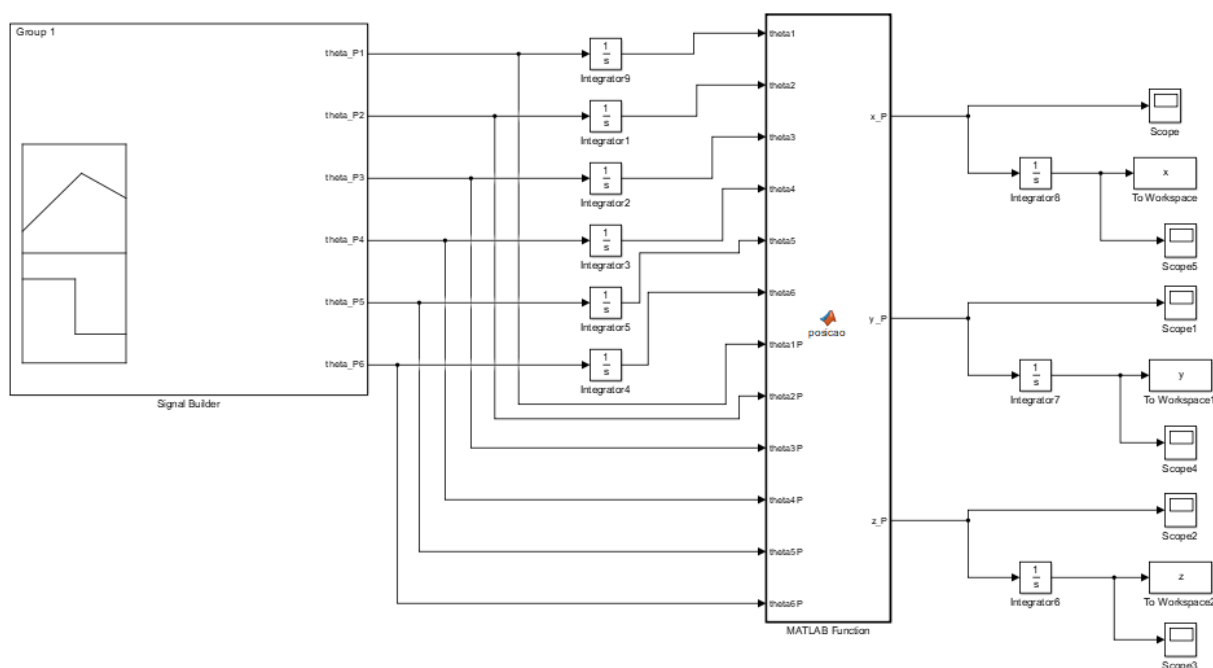 Group 1
theta_P1
theta_P2
theta_P3
theta_P4
theta_P5
theta_P6
Signal Builder
1
s
Integrator9
1
s
Integrator1
1
s
Integrator2
1
s
Integrator3
1
s
Integrator5
1
s
Integrator4
theta1
theta2
theta3
theta4
theta5
theta6
theta1P
theta2P
theta3P
theta4P
theta5P
theta6P
posicao
x_P
y_P
z_P
MATLAB Function
Scope
1
s
Integrator8
x
To Workspace
Scope5
Scope1
1
s
Integrator7
y
To Workspace1
Scope4
Scope2
1
s
Integrator6
z
To Workspace2
Scope3